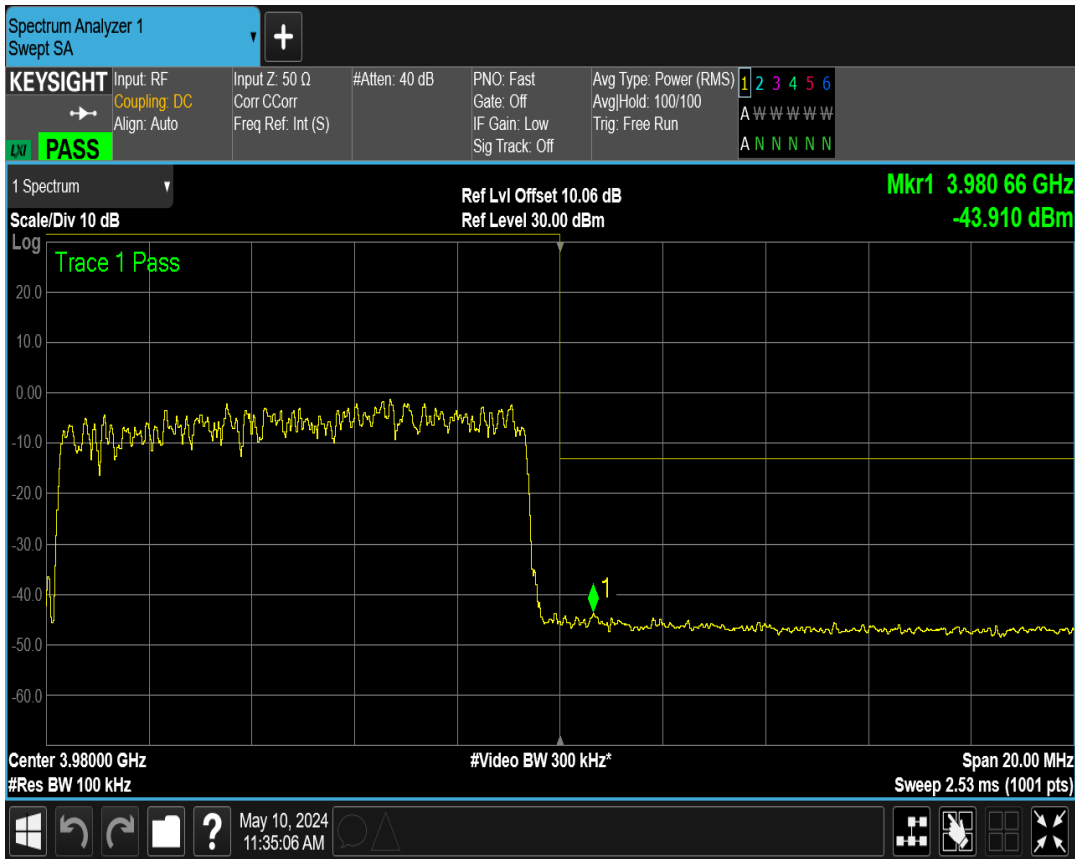 Spectrum Analyzer 1
Swept SA
+
KEYSIGHT
LXI PASS
Input: RF
Coupling: DC
Align: Auto
Input Z: 50 Ω
Corr CCorr
Freq Ref: Int (S)
#Atten: 40 dB
PNO: Fast
Gate: Off
IF Gain: Low
Sig Track: Off
Avg Type: Power (RMS)
Avg|Hold: 100/100
Trig: Free Run
1 2 3 4 5 6
A W W W W W
A N N N N N
1 Spectrum
Scale/Div 10 dB
Ref Lvl Offset 10.06 dB
Ref Level 30.00 dBm
Mkr1 3.980 66 GHz
-43.910 dBm
Log
Trace 1 Pass
20.0
10.0
0.00
-10.0
-20.0
-30.0
-40.0
-50.0
-60.0
1
Center 3.98000 GHz
#Res BW 100 kHz
#Video BW 300 kHz*
Span 20.00 MHz
Sweep 2.53 ms (1001 pts)
?
May 10, 2024
11:35:06 AM